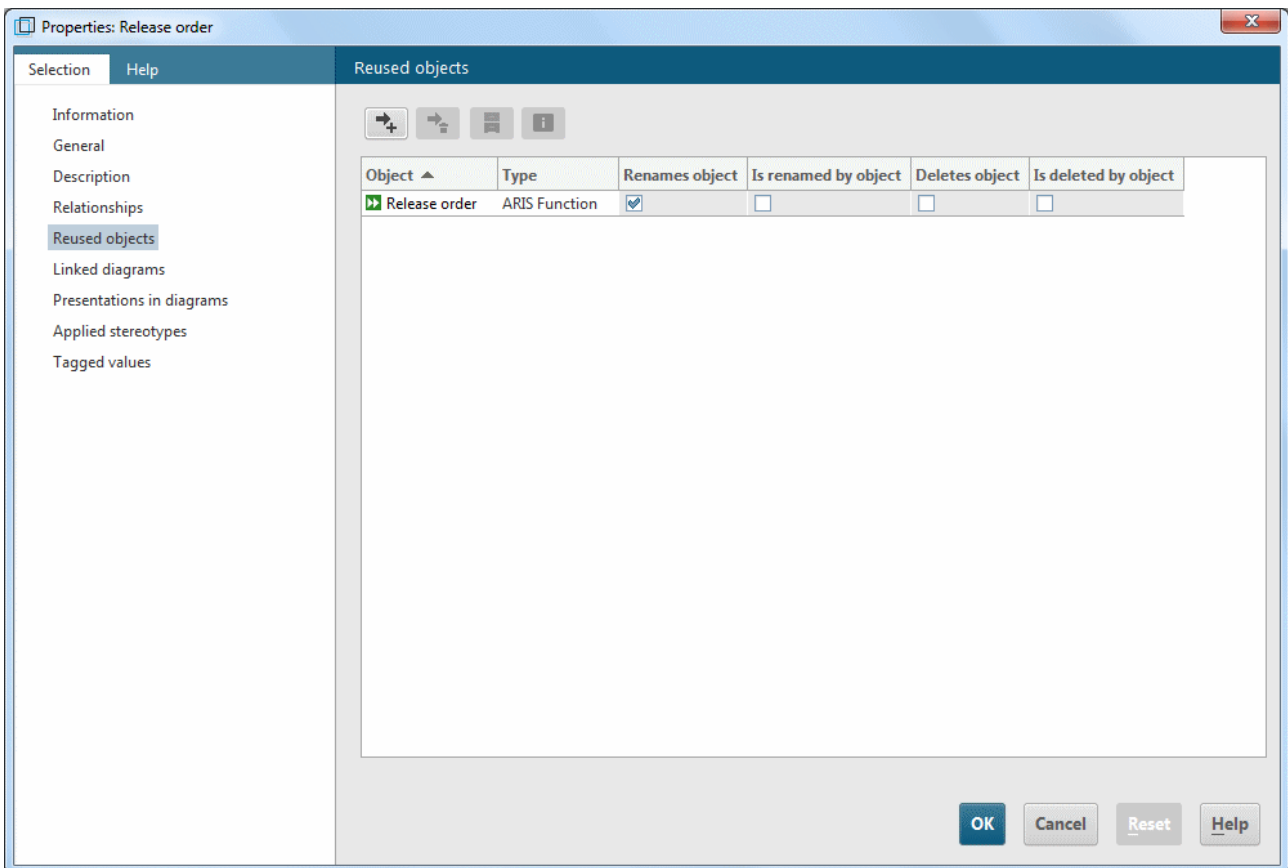 Properties: Release order
x
Selection Help
Reused objects
Information
General
Description
Relationships
Reused objects
Linked diagrams
Presentations in diagrams
Applied stereotypes
Tagged values
Object Type Renames object Is renamed by object Deletes object Is deleted by object
Release order ARIS Function
OK Cancel Reset Help